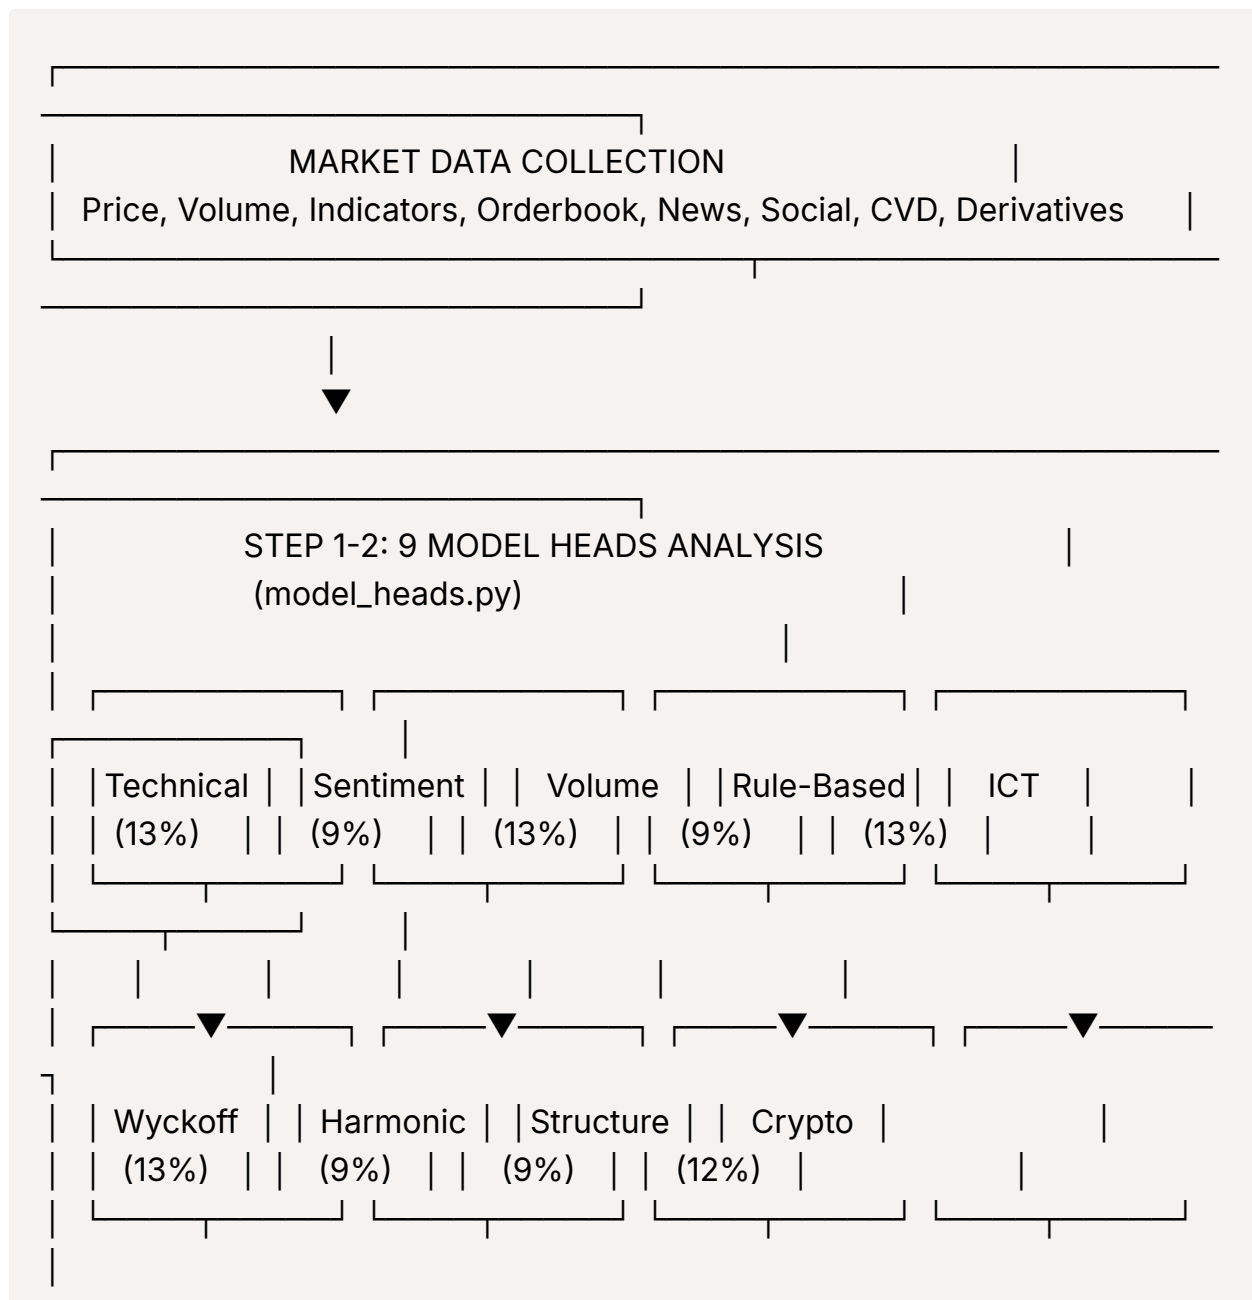 MARKET DATA COLLECTION
Price, Volume, Indicators, Orderbook, News, Social, CVD, Derivatives
STEP 1-2: 9 MODEL HEADS ANALYSIS
(model_heads.py)
Technical Sentiment Volume Rule-Based ICT
(13%) (9%) (13%) (9%) (13%)
Wyckoff Harmonic Structure Crypto
(13%) (9%) (9%) (12%)